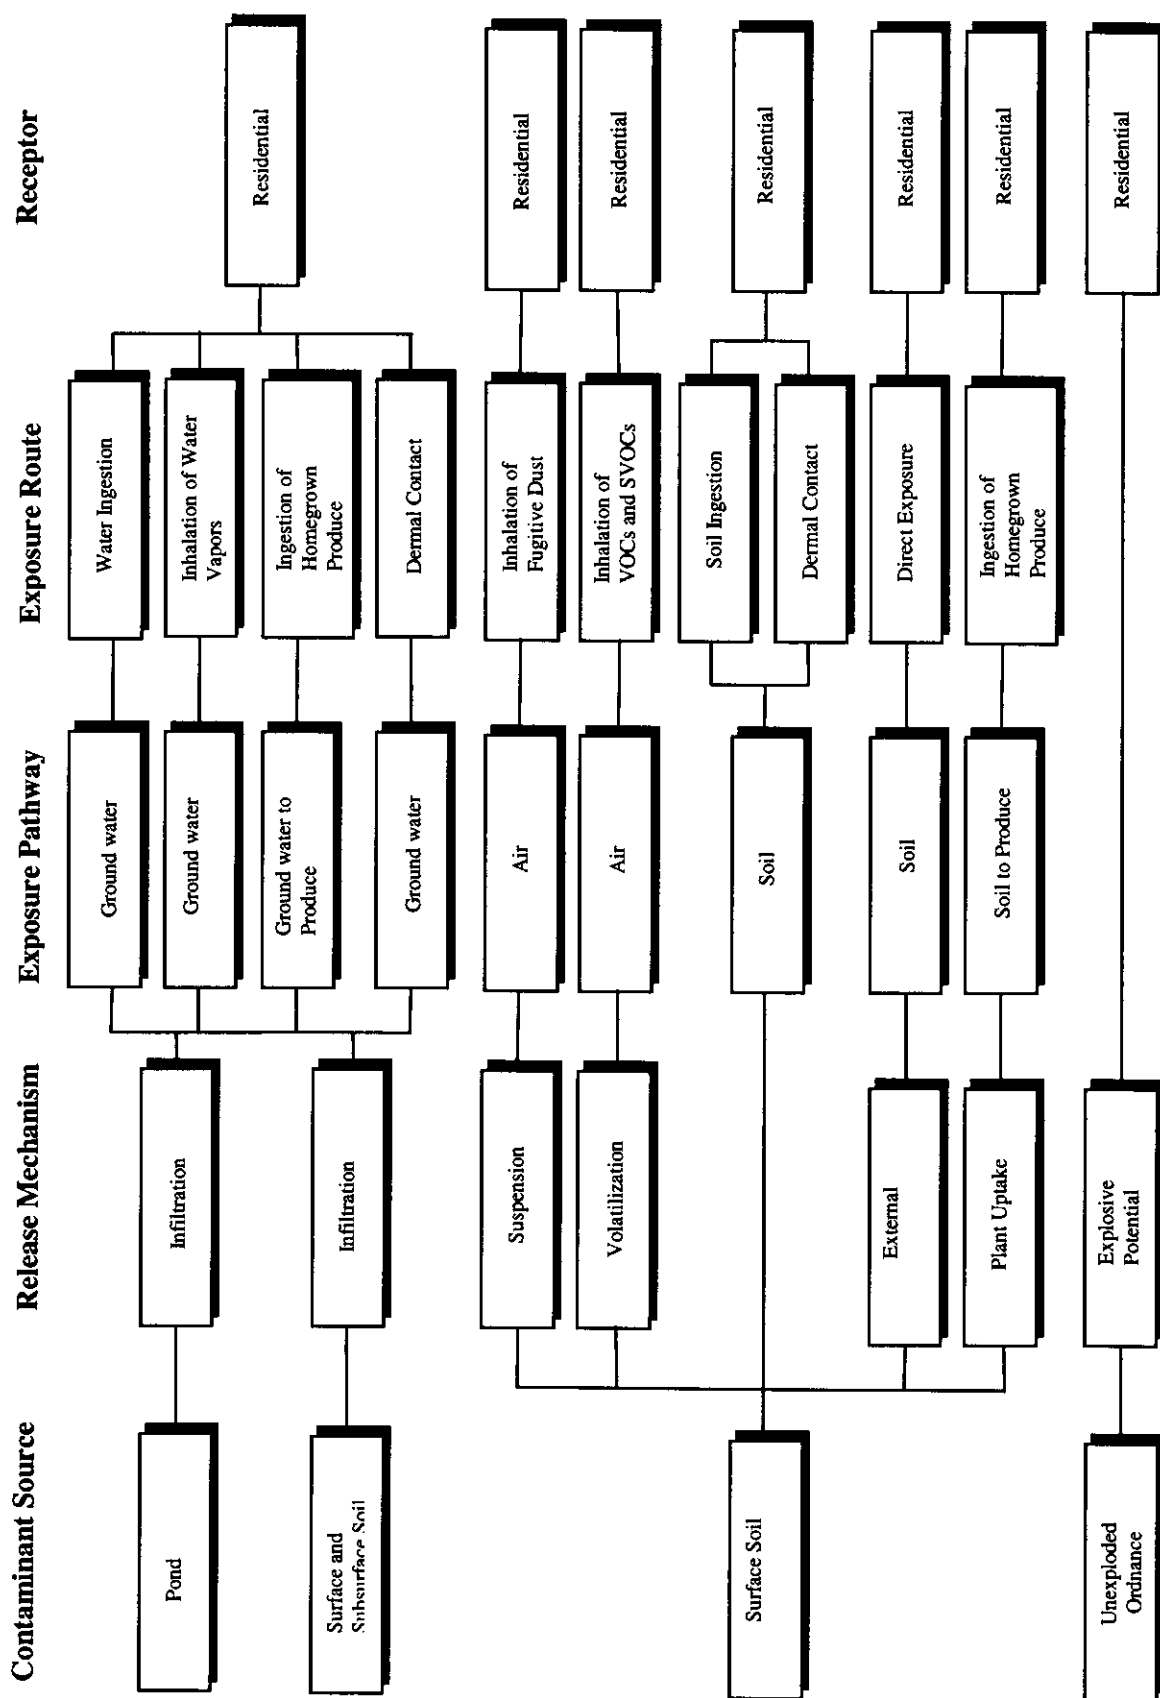 Contaminant Source
Release Mechanism
Exposure Pathway
Exposure Route
Receptor
Pond
Infiltration
Ground water
Water Ingestion
Ground water
Inhalation of Water
Vapors
Residential
Surface and
Subsurface Soil
Infiltration
Ground water to
Produce
Ingestion of
Homegrown
Produce
Ground water
Dermal Contact
Suspension
Air
Inhalation of
Fugitive Dust
Residential
Volatilization
Air
Inhalation of
VOCs and SVOCs
Residential
Surface Soil
Soil
Soil Ingestion
Dermal Contact
Residential
External
Soil
Direct Exposure
Residential
Plant Uptake
Soil to Produce
Ingestion of
Homegrown
Produce
Residential
Unexploded
Ordnance
Explosive
Potential
Residential